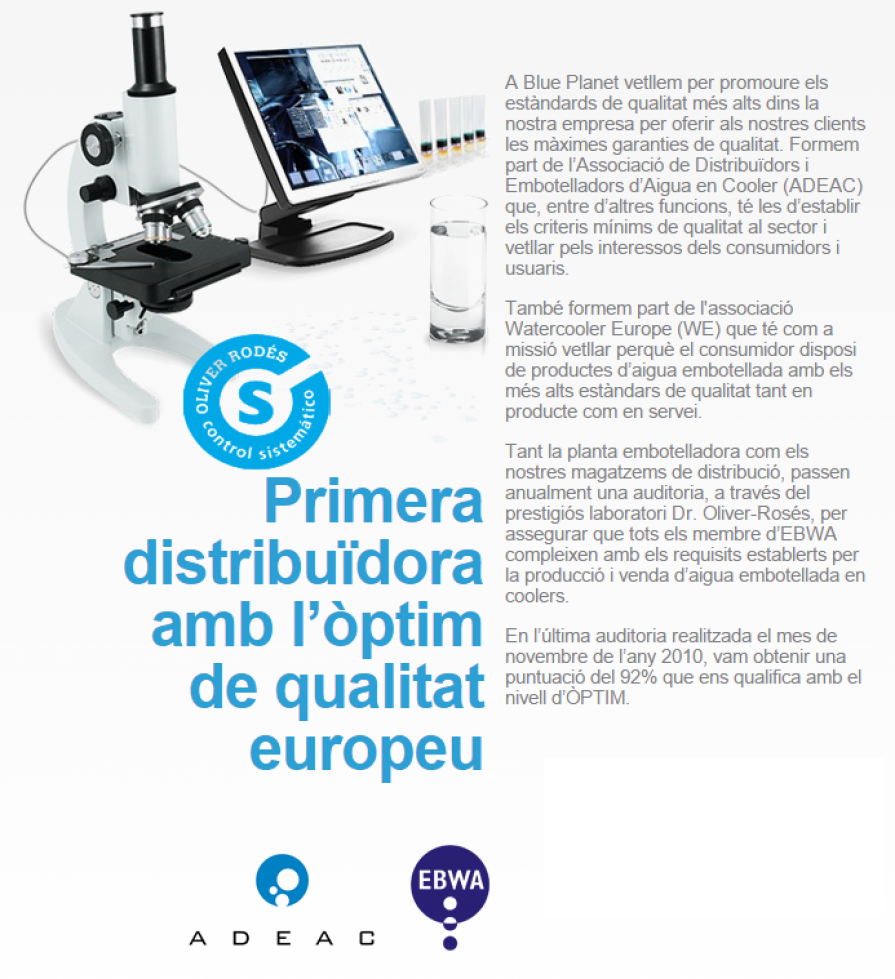 A Blue Planet vetllem per promoure els
estàndards de qualitat més alts dins la
nostra empresa per oferir als nostres clients
les màximes garanties de qualitat. Formem
part de l’Associació de Distribuïdors i
Embotelladors d’Aigua en Cooler (ADEAC)
que, entre d’altres funcions, té les d’establir
els criteris mínims de qualitat al sector i
vetllar pels interessos dels consumidors i
usuaris.
També formem part de l'associació
Watercooler Europe (WE) que té com a
missió vetllar perquè el consumidor disposi
de productes d’aigua embotellada amb els
més alts estàndars de qualitat tant en
producte com en servei.
Tant la planta embotelladora com els
nostres magatzems de distribució, passen
anualment una auditoria, a través del
prestigiós laboratori Dr. Oliver-Rosés, per
assegurar que tots els membre d’EBWA
compleixen amb els requisits establerts per
la producció i venda d’aigua embotellada en
coolers.
En l’última auditoria realitzada el mes de
novembre de l’any 2010, vam obtenir una
puntuació del 92% que ens qualifica amb el
nivell d’ÒPTIM.
OLIVER RODÉS
S
control sistemático
Primera
distribuïdora
amb l’òptim
de qualitat
europeu
ADEAC
EBWA